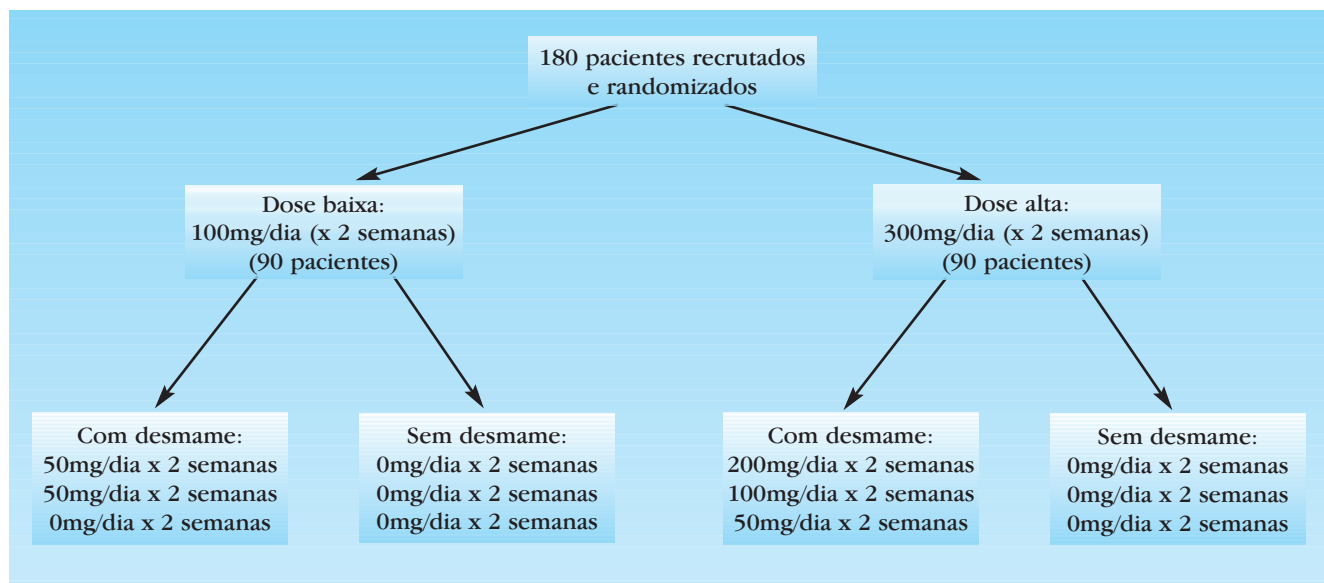 180 pacientes recrutados
e randomizados
Dose baixa:
100mg/dia (x 2 semanas)
(90 pacientes)
Dose alta:
300mg/dia (x 2 semanas)
(90 pacientes)
Com desmame:
50mg/dia x 2 semanas
50mg/dia x 2 semanas
0mg/dia x 2 semanas
Sem desmame:
0mg/dia x 2 semanas
0mg/dia x 2 semanas
0mg/dia x 2 semanas
Com desmame:
200mg/dia x 2 semanas
100mg/dia x 2 semanas
50mg/dia x 2 semanas
Sem desmame:
0mg/dia x 2 semanas
0mg/dia x 2 semanas
0mg/dia x 2 semanas